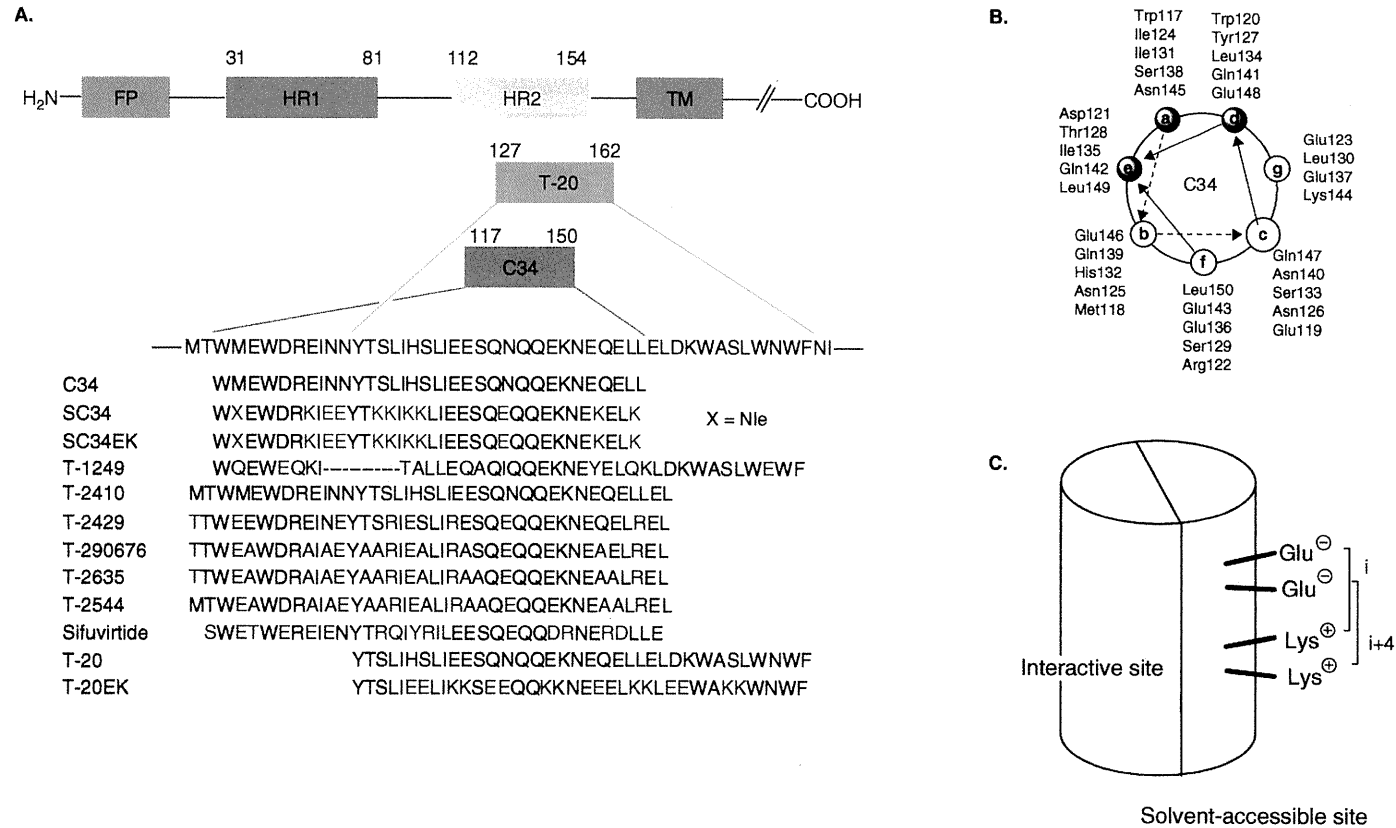 A.
31 81 112 154
H₂N FP HR1 HR2 TM COOH
127 162
T-20
117 150
C34
MTWMEWDREINNYTSLIHSLIEESQNQQEKNEQELLELDKWASLWNWFNI
C34 WMEWDREINNYTSLIHSLIEESQNQQEKNEQELL
SC34 WXEWDRKIEEYTKKIKKLIEESQEQQEKNEKELK
X = Nle
SC34EK WXEWDRKIEEYTKKIKKLIEESQEQQEKNEKELK
T-1249 WQEWEQKI---------TALLEQAQIQQEKNEYELQKLDKWASLWEWF
T-2410 MTWMEWDREINNYTSLIHSLIEESQNQQEKNEQELLEL
T-2429 TTWEEWDREINEYTSRIESLIRESQEQQEKNEQELREL
T-290676 TTWEAWDRAIAEYAARIEALIRASQEQQEKNEAELREL
T-2635 TTWEAWDRAIAEYAARIEALIRAAQEQQEKNEAALREL
T-2544 MTWEAWDRAIAEYAARIEALIRAAQEQQEKNEAALREL
Sifuvirtide SWETWEREIENYTRQIYRILEESQEQQDRNERDLLE
T-20 YTSLIHSLIEESQNQQEKNEQELLELDKWASLWNWF
T-20EK YTSLIEELIKKSEEQQKKNEEELKKLEEWAKKWNWF
B.
Trp117
Ile124
Ile131
Ser138
Asn145
Trp120
Tyr127
Leu134
Gln141
Glu148
Asp121
Thr128
Ile135
Gln142
Leu149
a
d
e
g
C34
b
c
f
Glu123
Leu130
Glu137
Lys144
Glu146
Gln139
His132
Asn125
Met118
Leu150
Glu143
Glu136
Ser129
Arg122
Gln147
Asn140
Ser133
Asn126
Glu119
C.
Glu ⊖
Glu ⊖
Lys ⊕
Lys ⊕
i
i+4
Interactive site
Solvent-accessible site